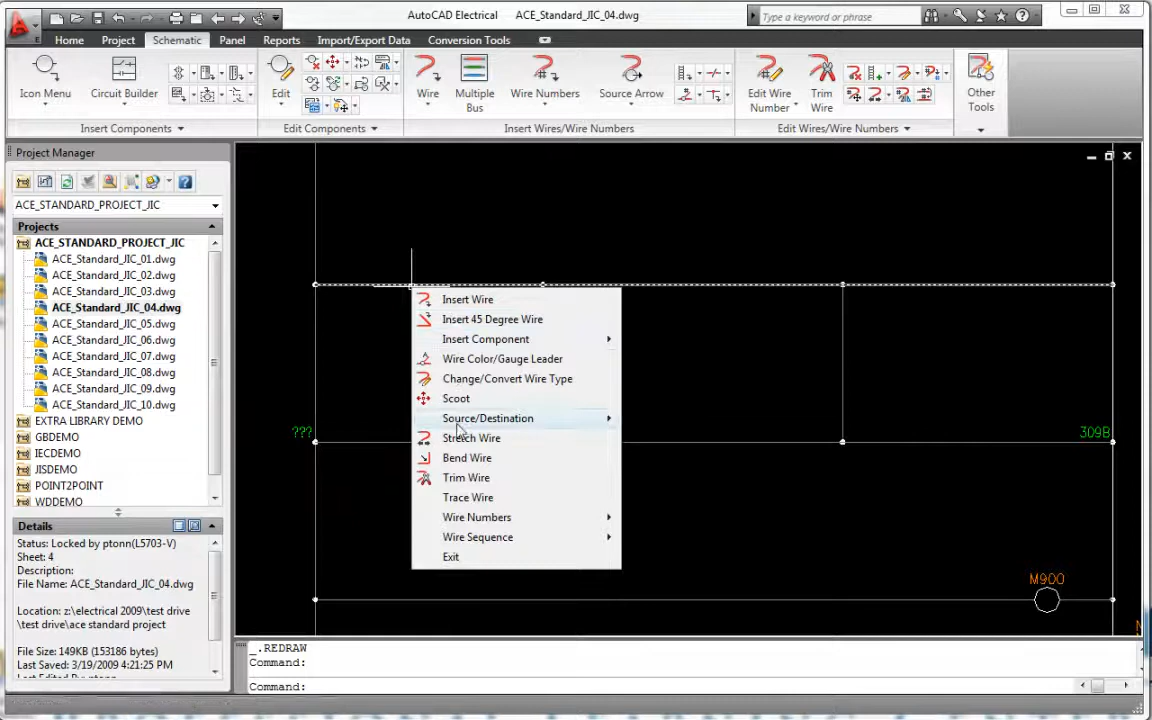 AutoCAD Electrical ACE_Standard_JIC_04.dwg
Type a keyword or phrase
Home Project Schematic Panel Reports Import/Export Data Conversion Tools
Icon Menu Circuit Builder Edit Wire Multiple Bus Wire Numbers Source Arrow Edit Wire Number Trim Wire Other Tools
Insert Components Edit Components Insert Wires/Wire Numbers Edit Wires/Wire Numbers
Project Manager
ACE_STANDARD_PROJECT_JIC
Projects
ACE_STANDARD_PROJECT_JIC
ACE_Standard_JIC_01.dwg
ACE_Standard_JIC_02.dwg
ACE_Standard_JIC_03.dwg
ACE_Standard_JIC_04.dwg
ACE_Standard_JIC_05.dwg
ACE_Standard_JIC_06.dwg
ACE_Standard_JIC_07.dwg
ACE_Standard_JIC_08.dwg
ACE_Standard_JIC_09.dwg
ACE_Standard_JIC_10.dwg
EXTRA LIBRARY DEMO
GBDEMO
IECDEMO
JISDEMO
POINT2POINT
WDDEMO
Details
Status: Locked by ptonn(L5703-V)
Sheet: 4
Description:
File Name: ACE_Standard_JIC_04.dwg
Location: z:\electrical 2009\test drive
\test drive\ace standard project
File Size: 149KB (153186 bytes)
Last Saved: 3/19/2009 4:21:25 PM
Last Edited By: ptonn
Insert Wire
Insert 45 Degree Wire
Insert Component
Wire Color/Gauge Leader
Change/Convert Wire Type
Scoot
Source/Destination
Stretch Wire
Bend Wire
Trim Wire
Trace Wire
Wire Numbers
Wire Sequence
Exit
??? 309B
M900
_.REDRAW
Command:
Command: